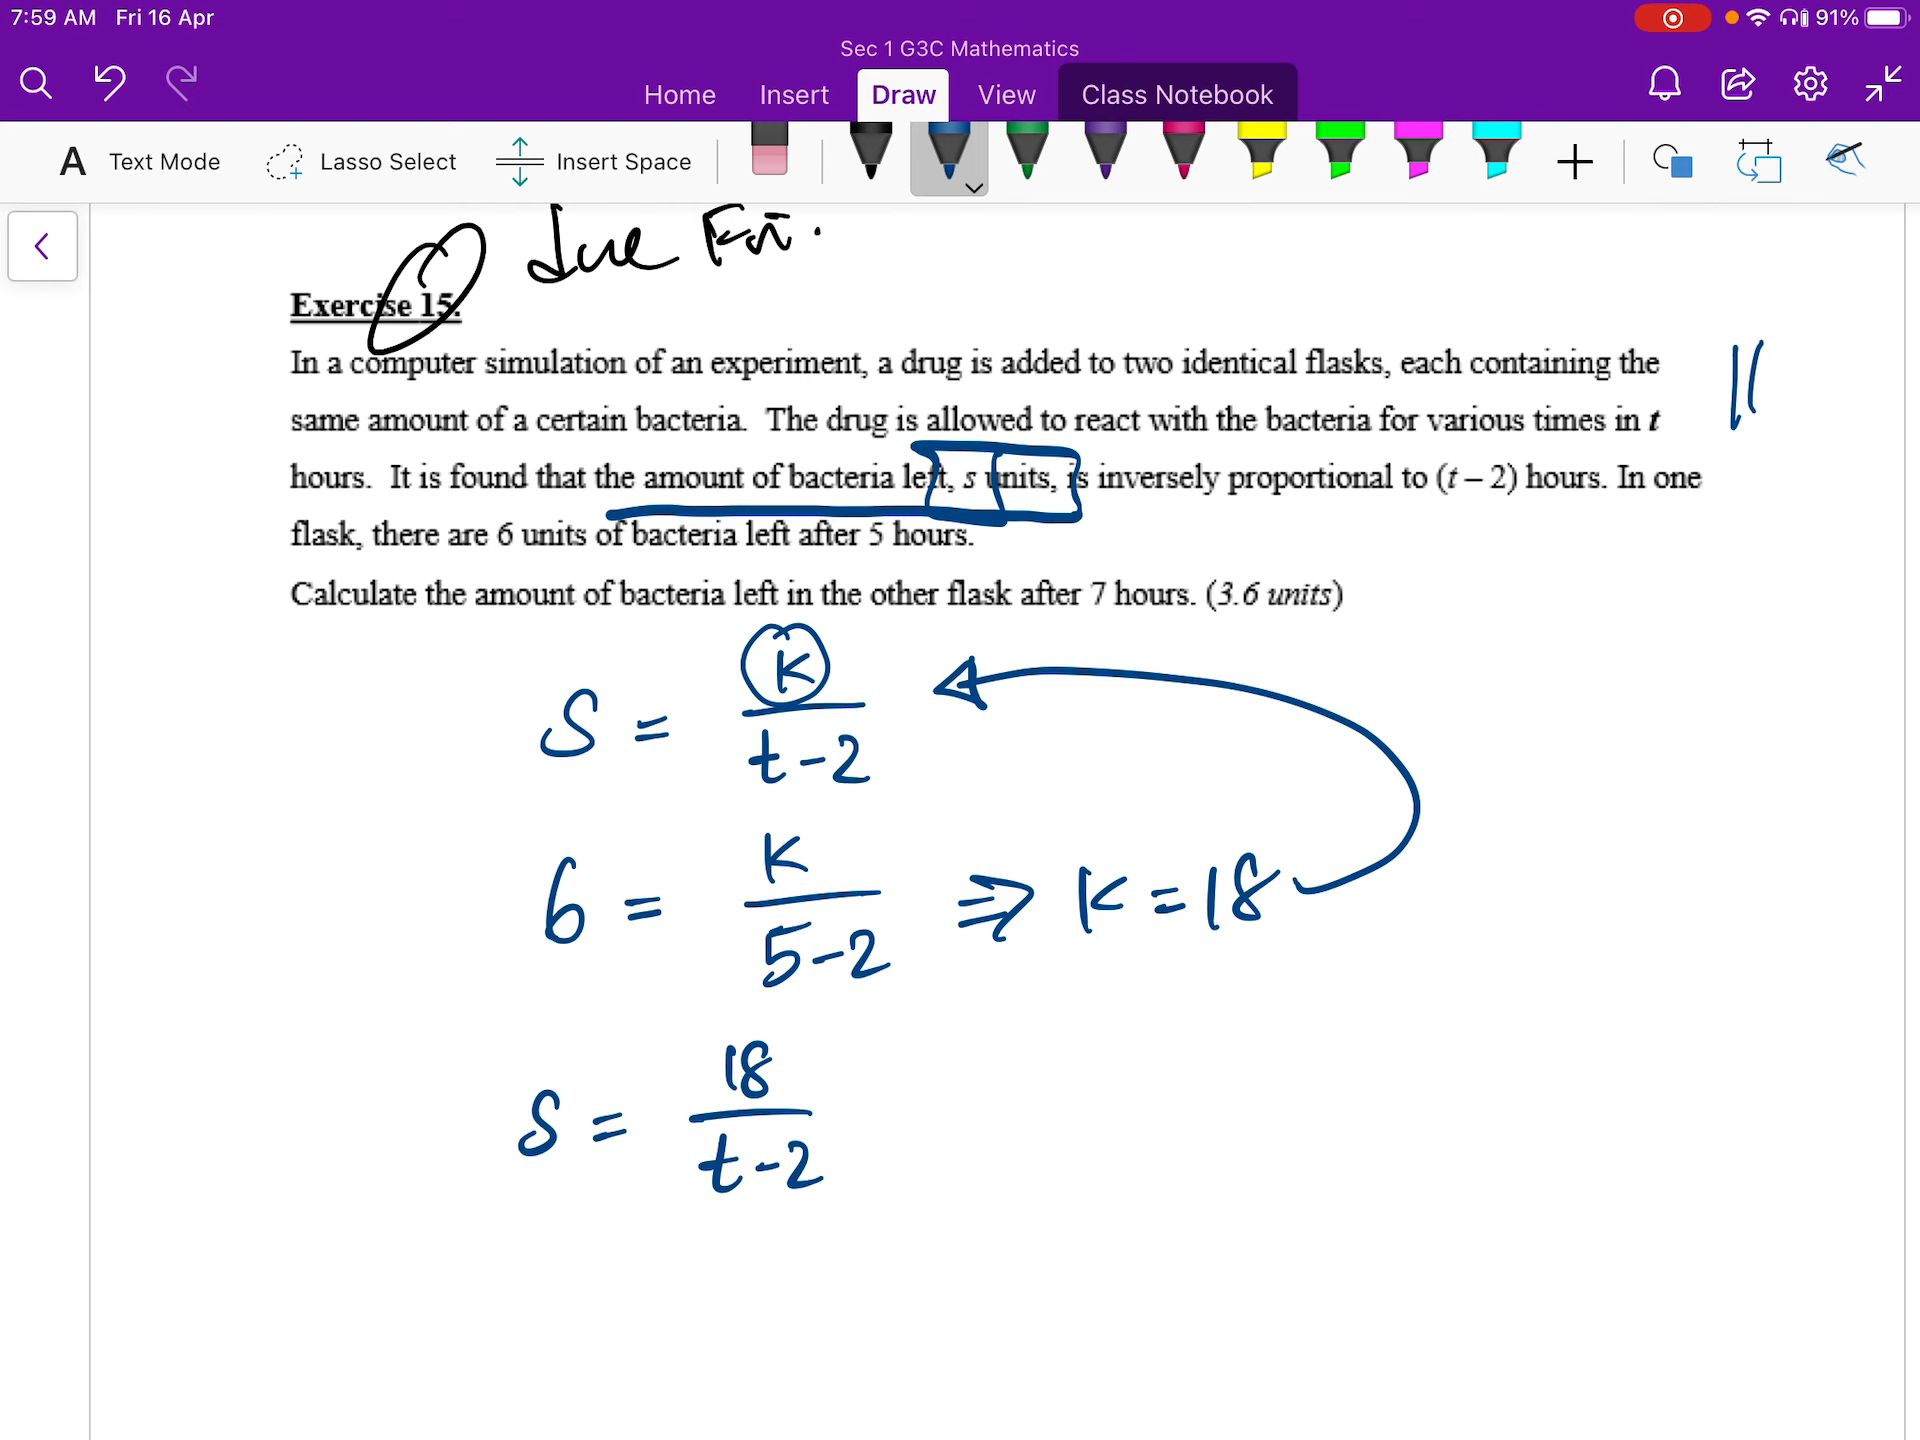 7:59 AM Fri 16 Apr 91%
Sec 1 G3C Mathematics
Home Insert Draw View Class Notebook
A Text Mode Lasso Select Insert Space
due Fri.
Exercise 15:
In a computer simulation of an experiment, a drug is added to two identical flasks, each containing the
same amount of a certain bacteria. The drug is allowed to react with the bacteria for various times in t
hours. It is found that the amount of bacteria left, s units, is inversely proportional to (t – 2) hours. In one
flask, there are 6 units of bacteria left after 5 hours.
Calculate the amount of bacteria left in the other flask after 7 hours. (3.6 units)
S = K / t-2
6 = K / 5-2 ⇒ K = 18
S = 18 / t-2